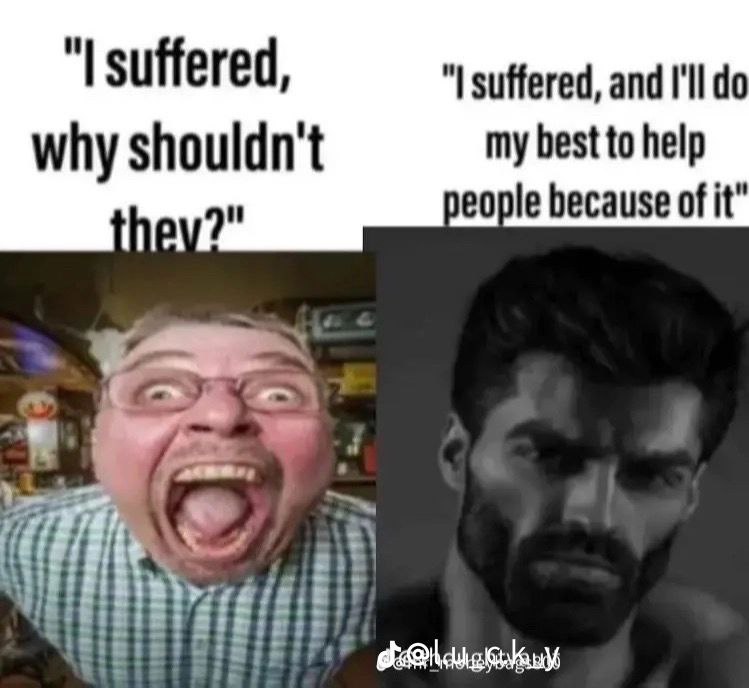 "I suffered,
why shouldn't
they?"
"I suffered, and I'll do
my best to help
people because of it"